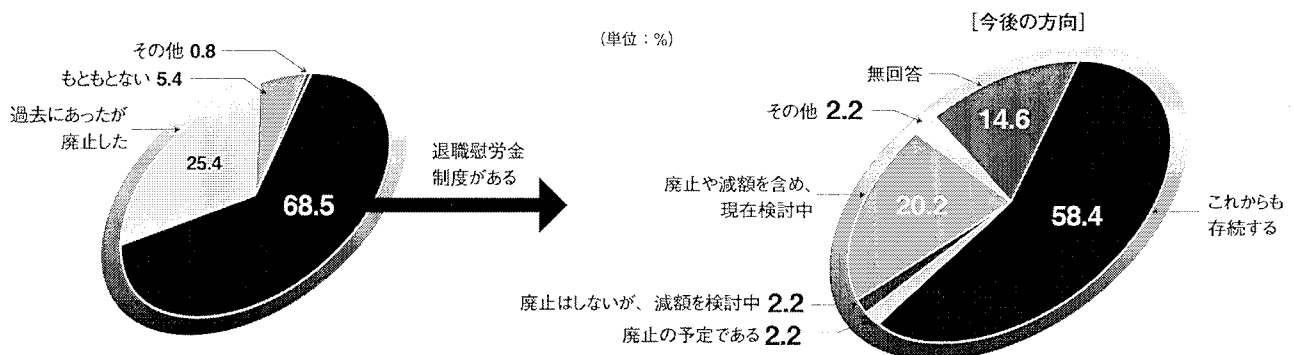 (単位：%)
その他 0.8
もともとない 5.4
過去にあったが
廃止した
25.4
68.5
退職慰労金
制度がある
[今後の方向]
無回答
14.6
その他 2.2
廃止や減額を含め、
現在検討中
20.2
58.4
これからも
存続する
廃止はしないが、減額を検討中 2.2
廃止の予定である 2.2